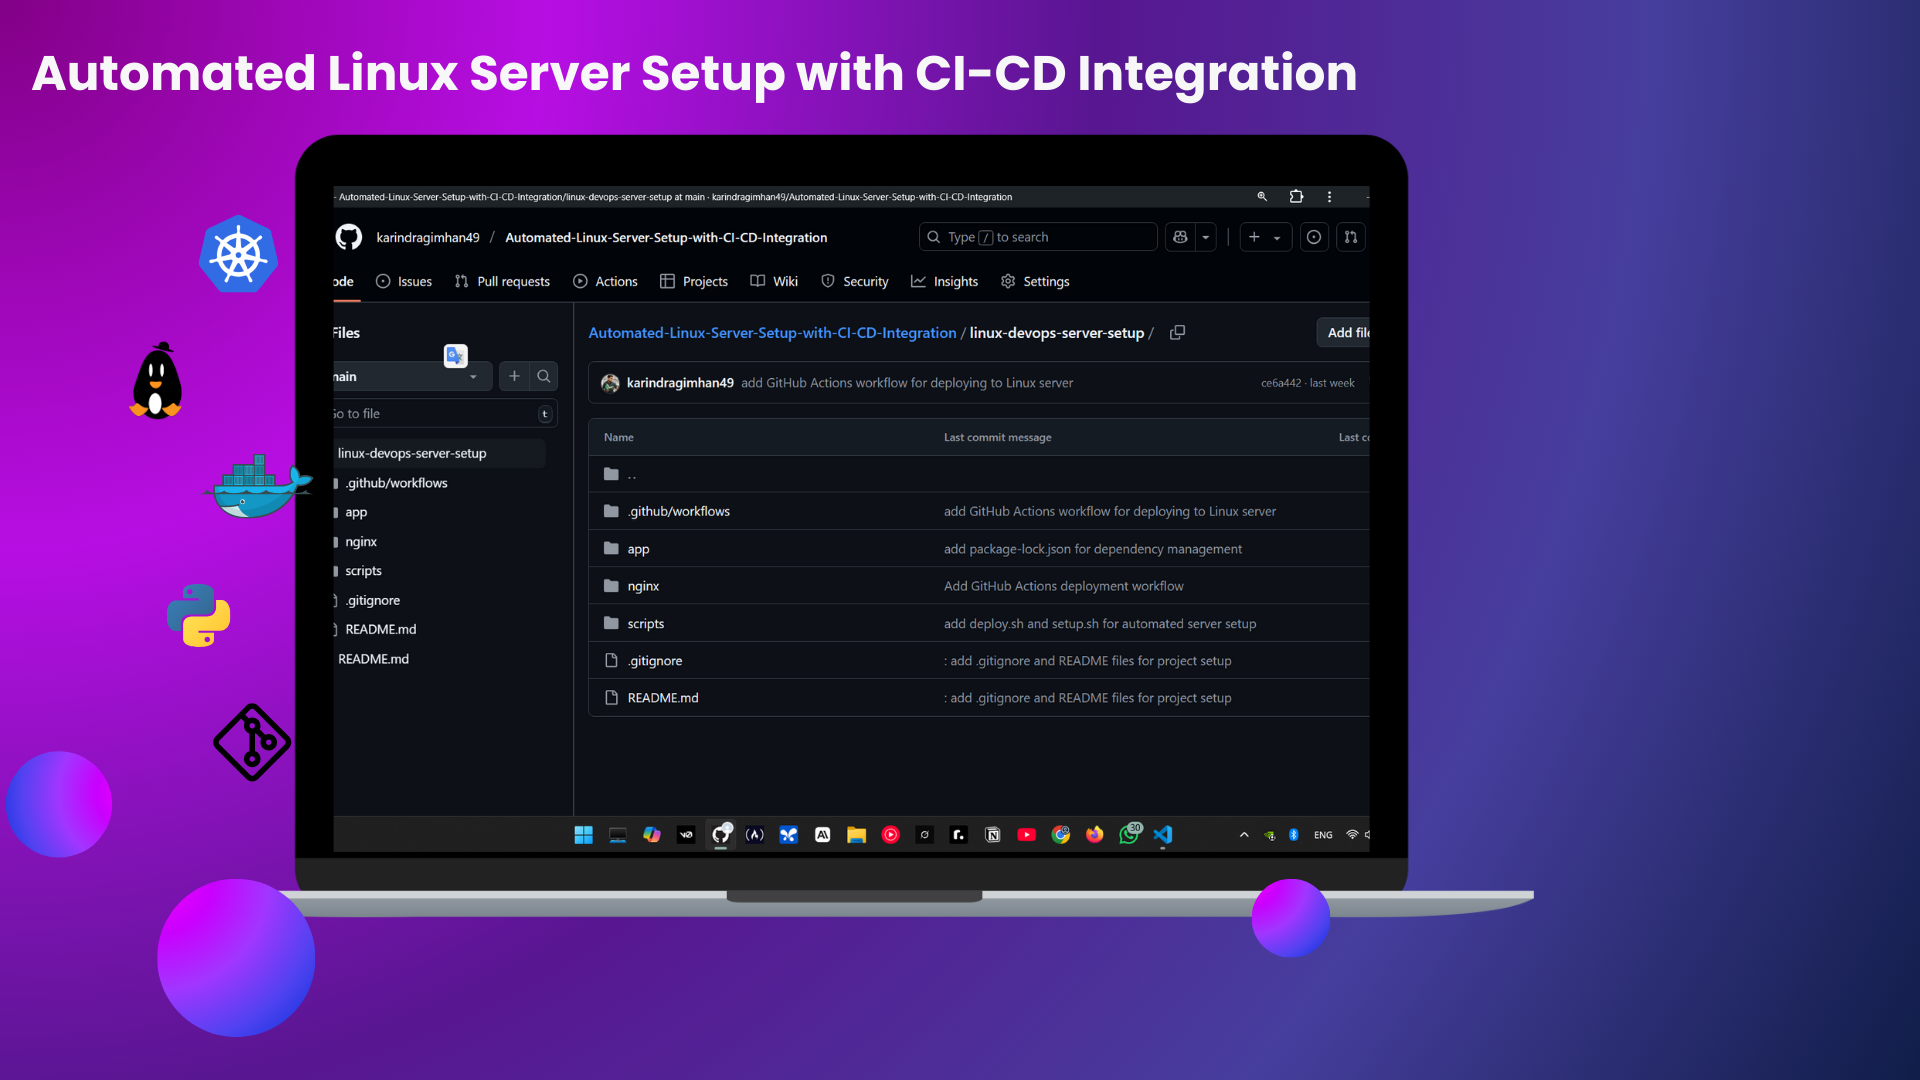 Automated Linux Server Setup with CI-CD Integration
- Automated-Linux-Server-Setup-with-CI-CD-Integration/linux-devops-server-setup at main · karindragimhan49/Automated-Linux-Server-Setup-with-CI-CD-Integration
karindragimhan49 / Automated-Linux-Server-Setup-with-CI-CD-Integration
Type / to search
ode Issues Pull requests Actions Projects Wiki Security Insights Settings
Files
Automated-Linux-Server-Setup-with-CI-CD-Integration / linux-devops-server-setup /
Add file
main
karindragimhan49 add GitHub Actions workflow for deploying to Linux server
ce6a442 · last week
Go to file t
Name Last commit message Last co
linux-devops-server-setup
.github/workflows
app
nginx
scripts
.gitignore
README.md
README.md
..
.github/workflows add GitHub Actions workflow for deploying to Linux server
app add package-lock.json for dependency management
nginx Add GitHub Actions deployment workflow
scripts add deploy.sh and setup.sh for automated server setup
.gitignore : add .gitignore and README files for project setup
README.md : add .gitignore and README files for project setup
30
ENG